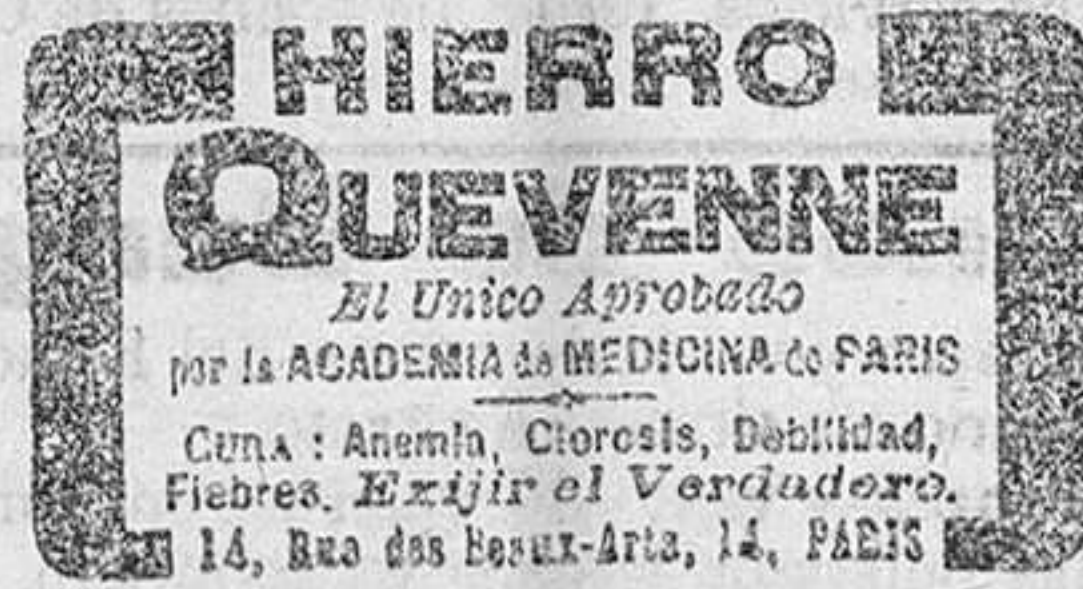 HIERRO
QUEVENNE
El Unico Aprobado
por la ACADEMIA de MEDICINA de PARIS
CURA : Anemia, Clorosis, Debilidad,
Fiebres. Exijir el Verdadero.
14, Rue des Beaux-Arts, 14, PARIS